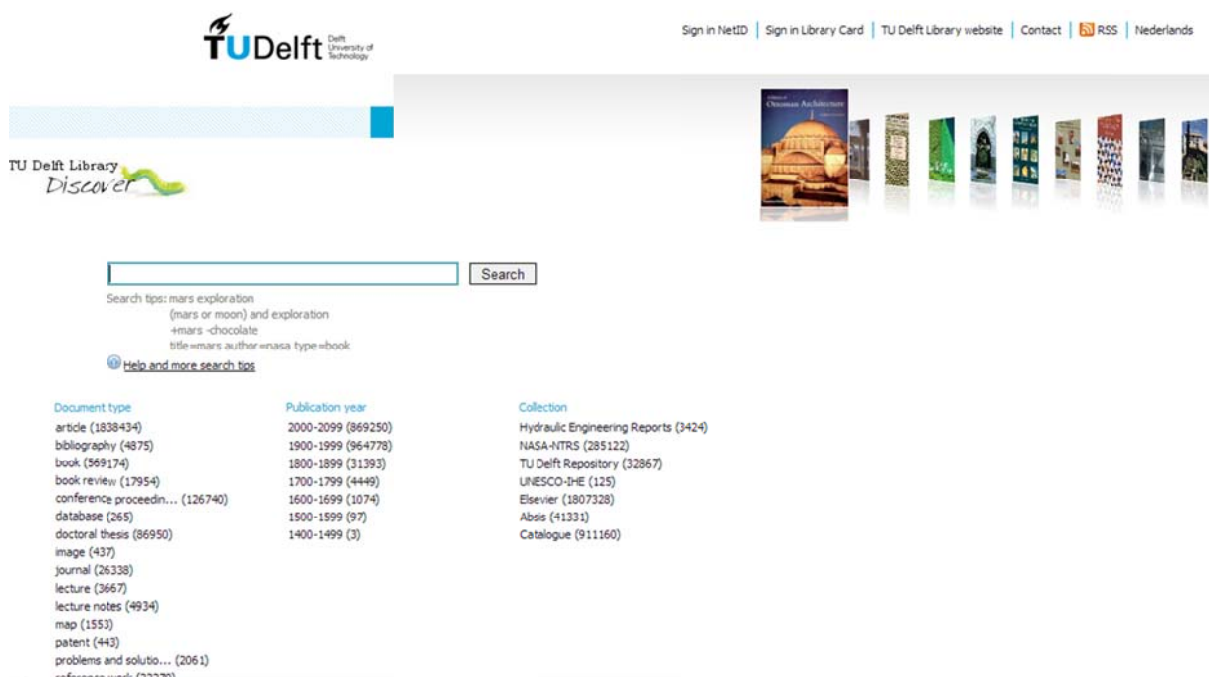 TUDelft Delft University of Technology
Sign in NetID | Sign in Library Card | TU Delft Library website | Contact | RSS | Nederlands
Ottoman Architecture
TU Delft Library
Discover
Search
Search tips: mars exploration
(mars or moon) and exploration
+mars -chocolate
title=mars author=nasa type=book
Help and more search tips
Document type
article (1838434)
bibliography (4875)
book (569174)
book review (17954)
conference proceedin... (126740)
database (265)
doctoral thesis (86950)
image (437)
journal (26338)
lecture (3667)
lecture notes (4934)
map (1553)
patent (443)
problems and solutio... (2061)
reference work
Publication year
2000-2099 (869250)
1900-1999 (964778)
1800-1899 (31393)
1700-1799 (4449)
1600-1699 (1074)
1500-1599 (97)
1400-1499 (3)
Collection
Hydraulic Engineering Reports (3424)
NASA-NTRS (285122)
TU Delft Repository (32867)
UNESCO-IHE (125)
Elsevier (1807328)
Absis (41331)
Catalogue (911160)